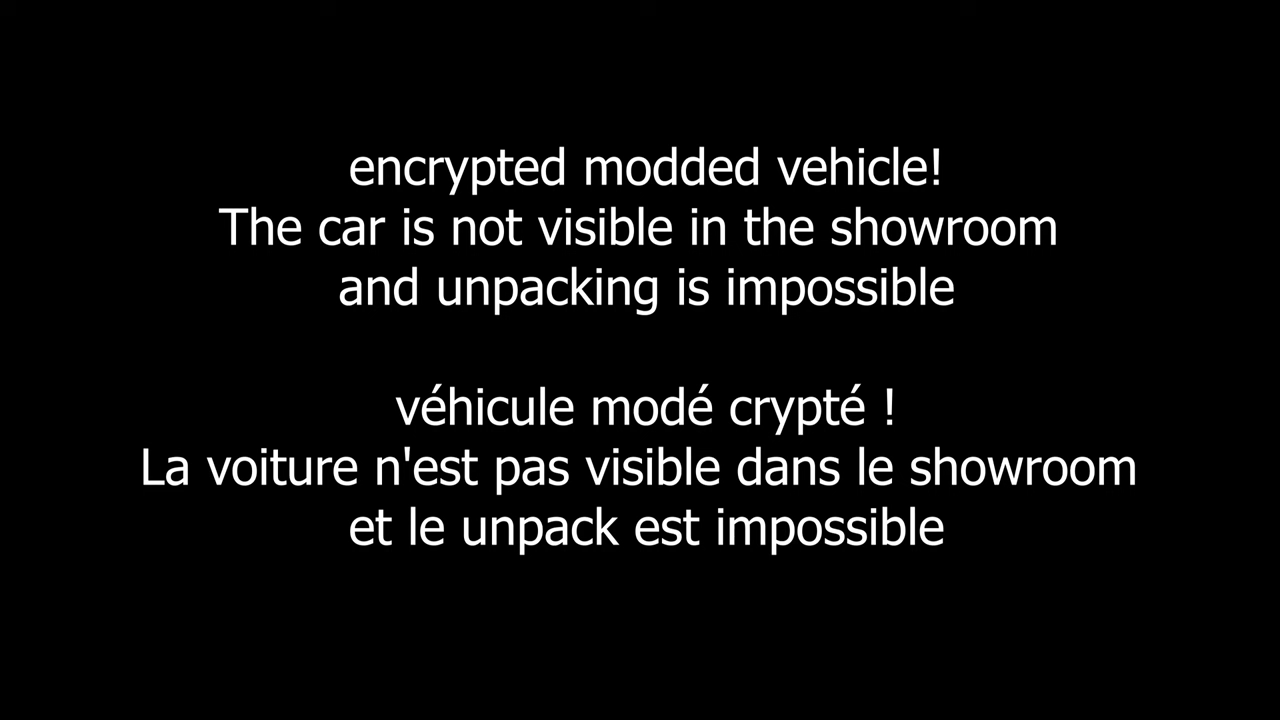 encrypted modded vehicle!
The car is not visible in the showroom
and unpacking is impossible
véhicule modé crypté !
La voiture n'est pas visible dans le showroom
et le unpack est impossible